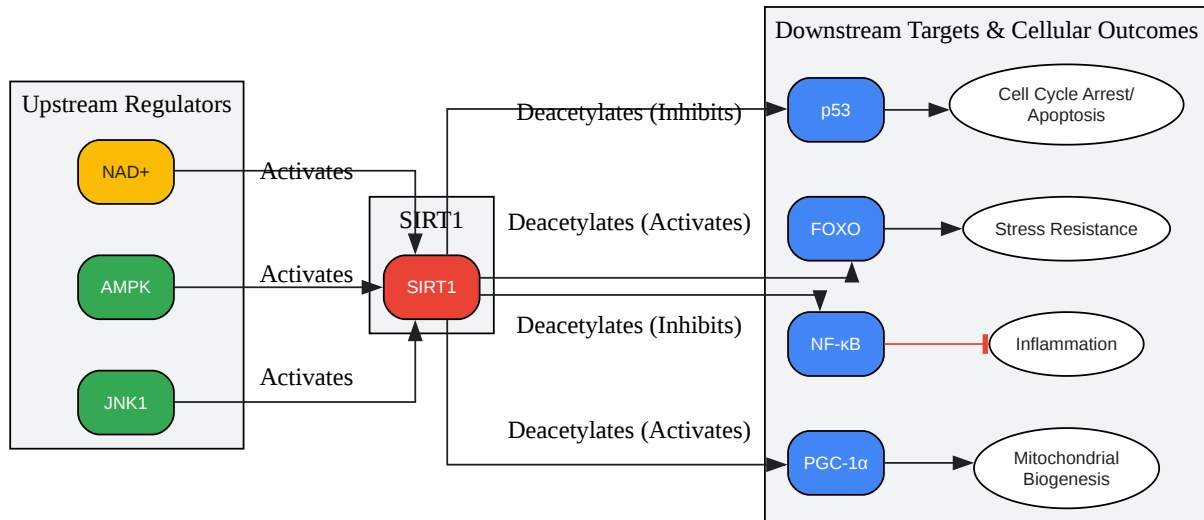 Upstream Regulators
NAD+
AMPK
JNK1
Activates
Activates
Activates
SIRT1
SIRT1
Deacetylates (Inhibits)
Deacetylates (Activates)
Deacetylates (Inhibits)
Deacetylates (Activates)
Downstream Targets & Cellular Outcomes
p53
Cell Cycle Arrest/
Apoptosis
FOXO
Stress Resistance
NF-κB
Inflammation
PGC-1α
Mitochondrial
Biogenesis